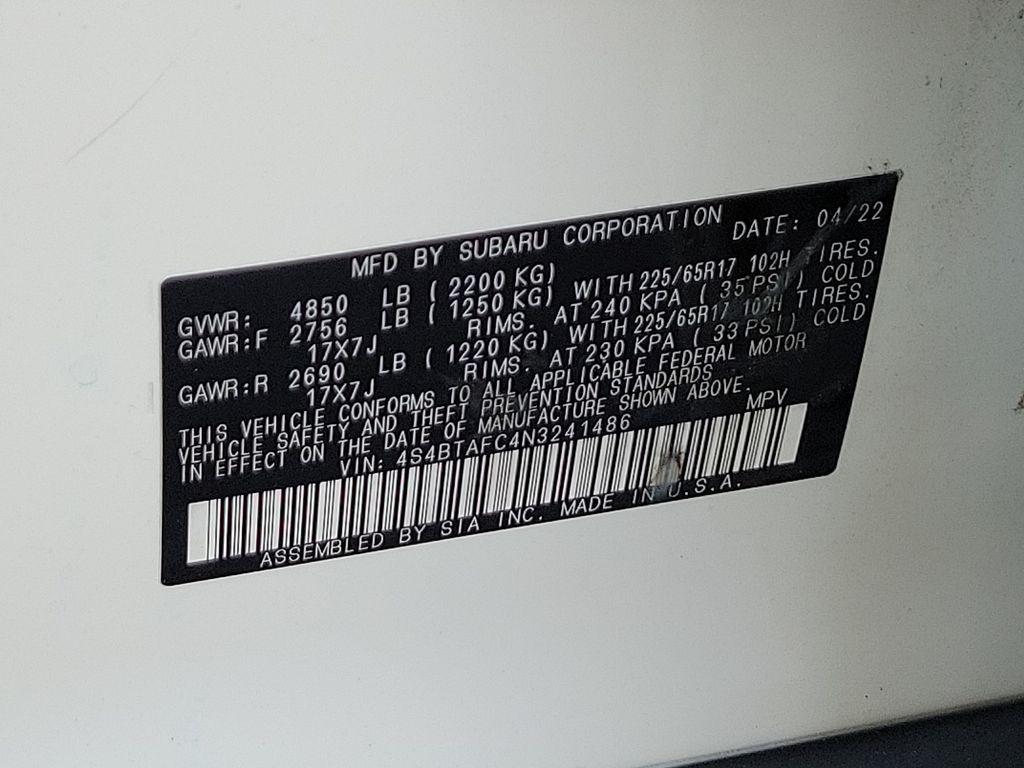 MFD BY SUBARU CORPORATION DATE: 04/22
GVWR: 4850 LB ( 2200 KG)
GAWR:F 2756 LB ( 1250 KG) WITH 225/65R17 102H TIRES.
17X7J RIMS. AT 240 KPA ( 35 PSI) COLD
GAWR:R 2690 LB ( 1220 KG) WITH 225/65R17 102H TIRES.
17X7J RIMS. AT 230 KPA ( 33 PSI) COLD
THIS VEHICLE CONFORMS TO ALL APPLICABLE FEDERAL MOTOR
VEHICLE SAFETY AND THEFT PREVENTION STANDARDS
IN EFFECT ON THE DATE OF MANUFACTURE SHOWN ABOVE.
VIN: 4S4BTAFC4N3241486 MPV
ASSEMBLED BY SIA INC. MADE IN U.S.A.